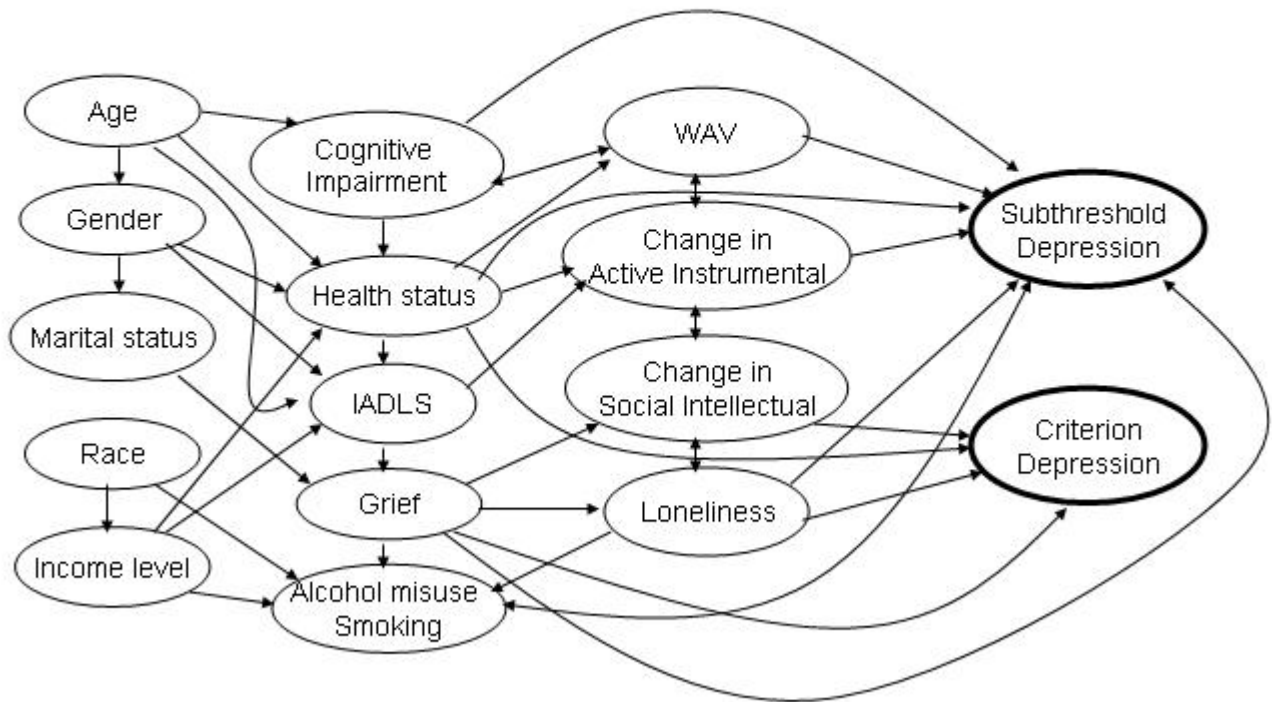 Age
Gender
Marital status
Race
Income level
Cognitive
Impairment
Health status
IADLS
Grief
Alcohol misuse
Smoking
WAV
Change in
Active Instrumental
Change in
Social Intellectual
Loneliness
Subthreshold
Depression
Criterion
Depression